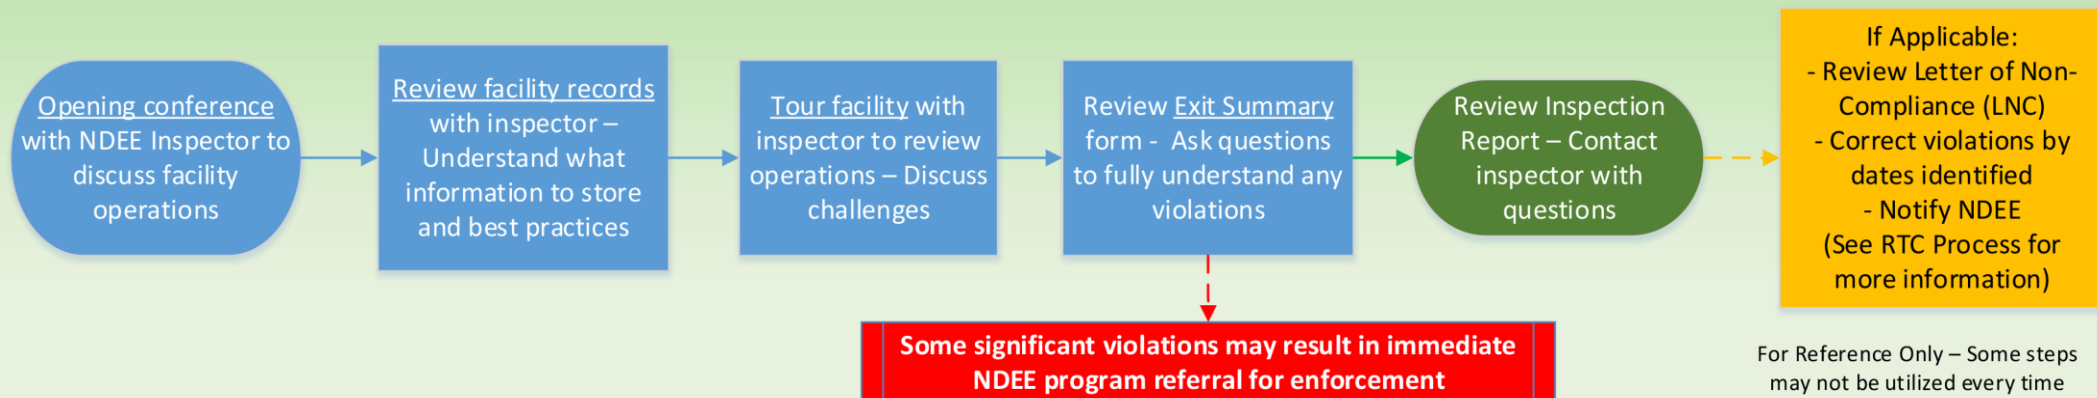 Opening conference
with NDEE Inspector to
discuss facility
operations
Review facility records
with inspector –
Understand what
information to store
and best practices
Tour facility with
inspector to review
operations – Discuss
challenges
Review Exit Summary
form -  Ask questions
to fully understand any
violations
Review Inspection
Report – Contact
inspector with
questions
If Applicable:
- Review Letter of Non-
Compliance (LNC)
- Correct violations by
dates identified
- Notify NDEE
(See RTC Process for
more information)
Some significant violations may result in immediate
NDEE program referral for enforcement
For Reference Only – Some steps
may not be utilized every time